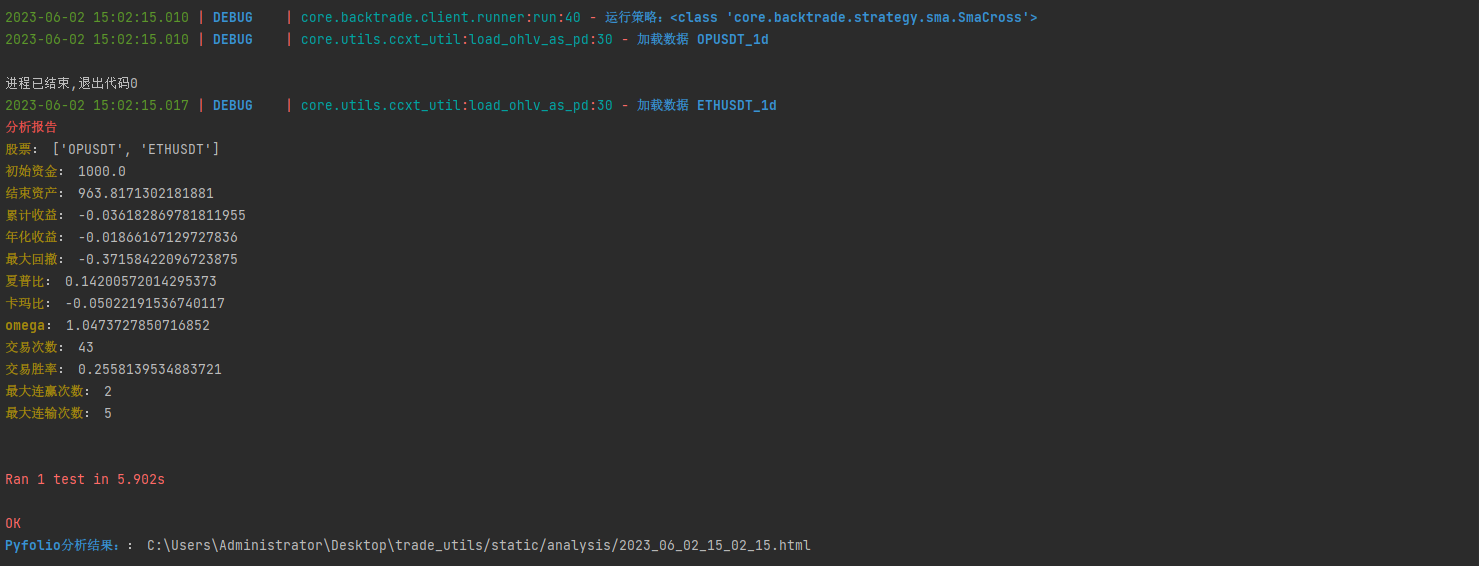 2023-06-02 15:02:15.010 | DEBUG    | core.backtrade.client.runner:run:40 - 运行策略：<class 'core.backtrade.strategy.sma.SmaCross'>
2023-06-02 15:02:15.010 | DEBUG    | core.utils.ccxt_util:load_ohlv_as_pd:30 - 加载数据 OPUSDT_1d
进程已结束,退出代码0
2023-06-02 15:02:15.017 | DEBUG    | core.utils.ccxt_util:load_ohlv_as_pd:30 - 加载数据 ETHUSDT_1d
分析报告
股票： ['OPUSDT', 'ETHUSDT']
初始资金： 1000.0
结束资产： 963.8171302181881
累计收益： -0.036182869781811955
年化收益： -0.01866167129727836
最大回撤： -0.37158422096723875
夏普比： 0.14200572014295373
卡玛比： -0.05022191536740117
omega： 1.0473727850716852
交易次数： 43
交易胜率： 0.2558139534883721
最大连赢次数： 2
最大连输次数： 5
Ran 1 test in 5.902s
OK
Pyfolio分析结果：： C:\Users\Administrator\Desktop\trade_utils/static/analysis/2023_06_02_15_02_15.html